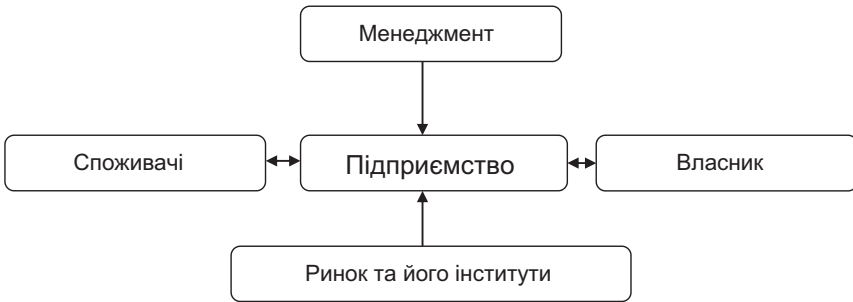 Менеджмент
Споживачі
Підприємство
Власник
Ринок та його інститути